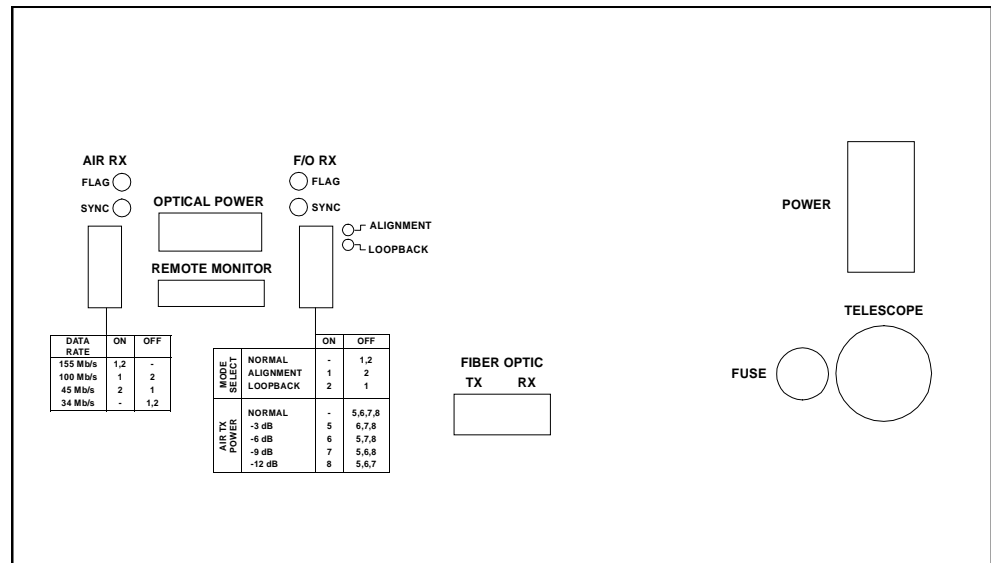 AIR RX
FLAG
SYNC
OPTICAL POWER
REMOTE MONITOR
F/O RX
FLAG
SYNC
ALIGNMENT
LOOPBACK
DATA RATE ON OFF
155 Mb/s 1,2 -
100 Mb/s 1 2
45 Mb/s 2 1
34 Mb/s - 1,2
ON OFF
MODE SELECT
NORMAL - 1,2
ALIGNMENT 1 2
LOOPBACK 2 1
AIR TX POWER
NORMAL - 5,6,7,8
-3 dB 5 6,7,8
-6 dB 6 5,7,8
-9 dB 7 5,6,8
-12 dB 8 5,6,7
FIBER OPTIC
TX RX
POWER
TELESCOPE
FUSE